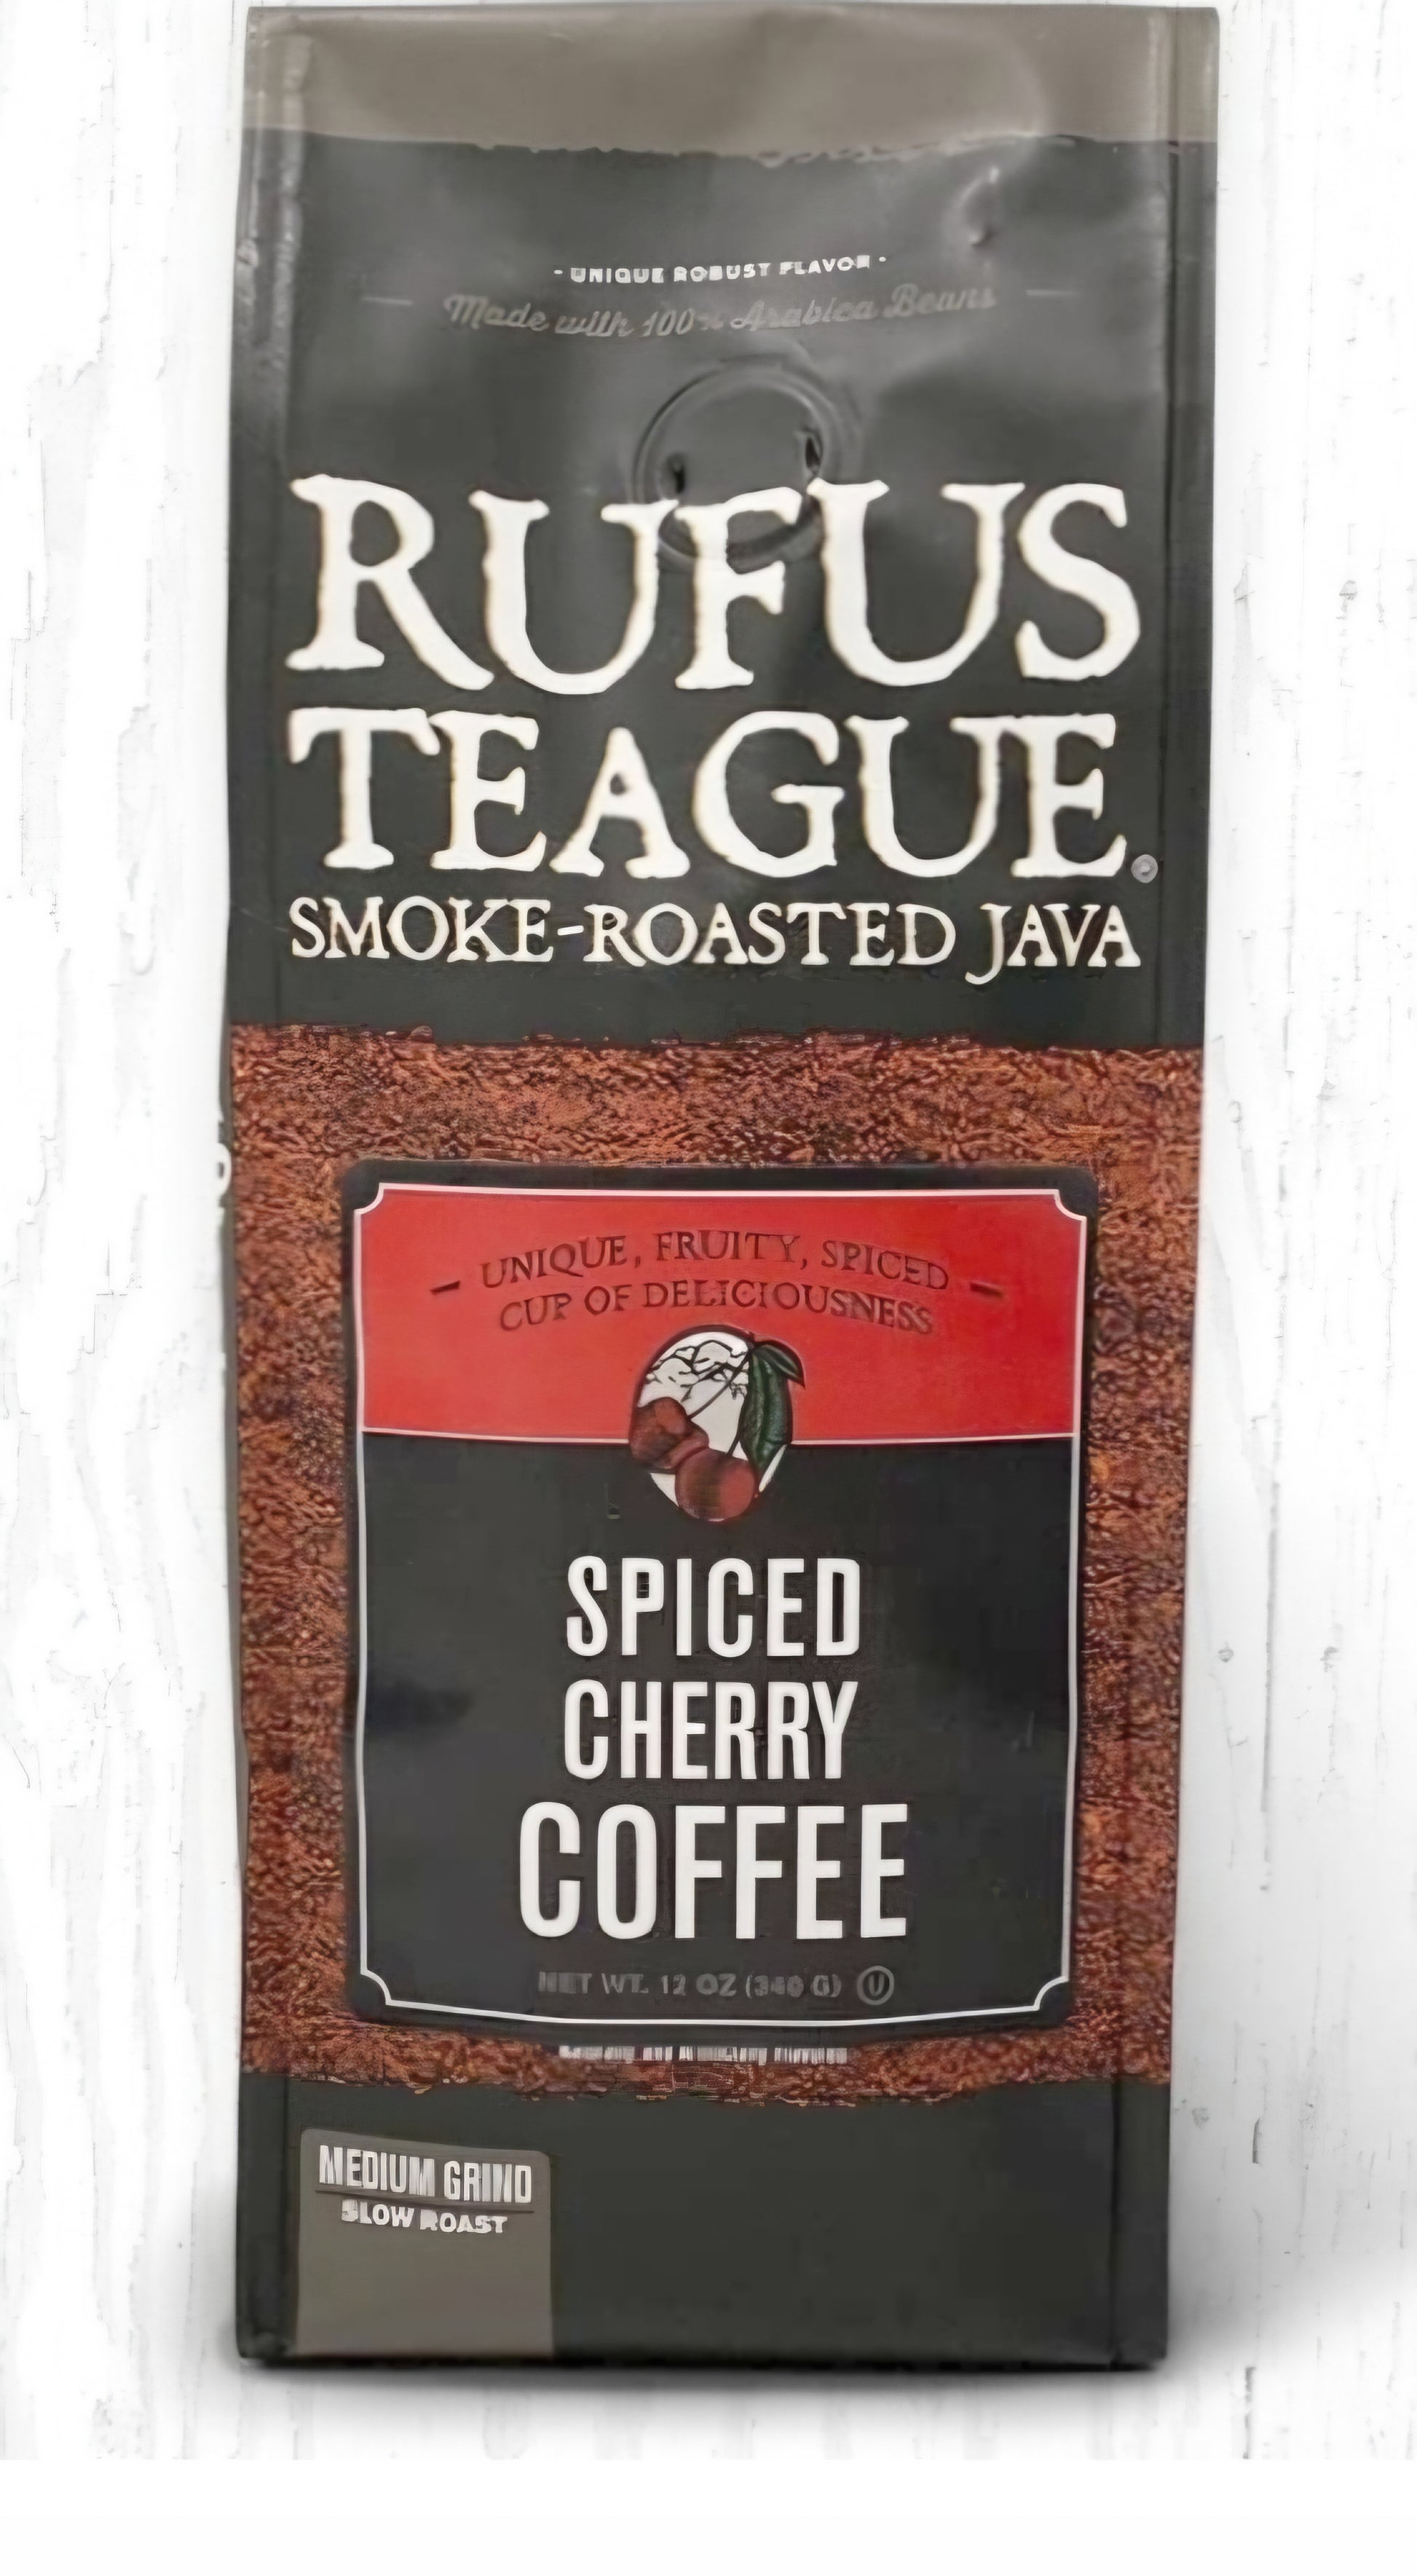 - UNIQUE ROBUST FLAVOR -
Made with 100% Arabica Beans
RUFUS
TEAGUE®
SMOKE-ROASTED JAVA
UNIQUE, FRUITY, SPICED
CUP OF DELICIOUSNESS
SPICED
CHERRY
COFFEE
NET WT. 12 OZ (340 G) U
MEDIUM GRIND
SLOW ROAST